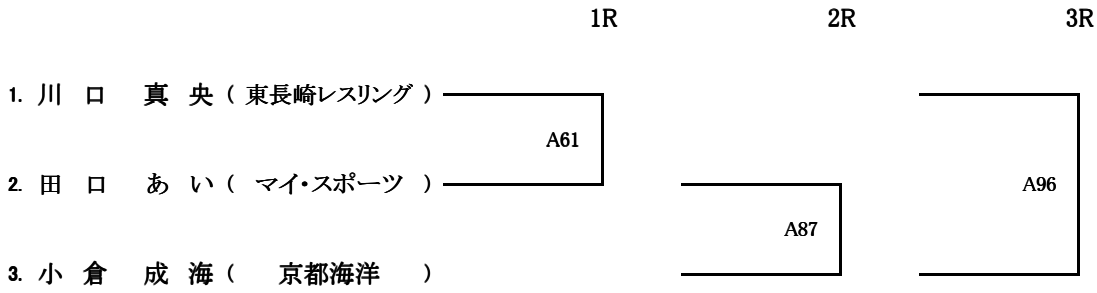 1R 2R 3R
1. 川 口 真 央 ( 東長崎レスリング )
A61
2. 田 口 あ い ( マイ・スポーツ )
A96
A87
3. 小 倉 成 海 ( 京都海洋 )